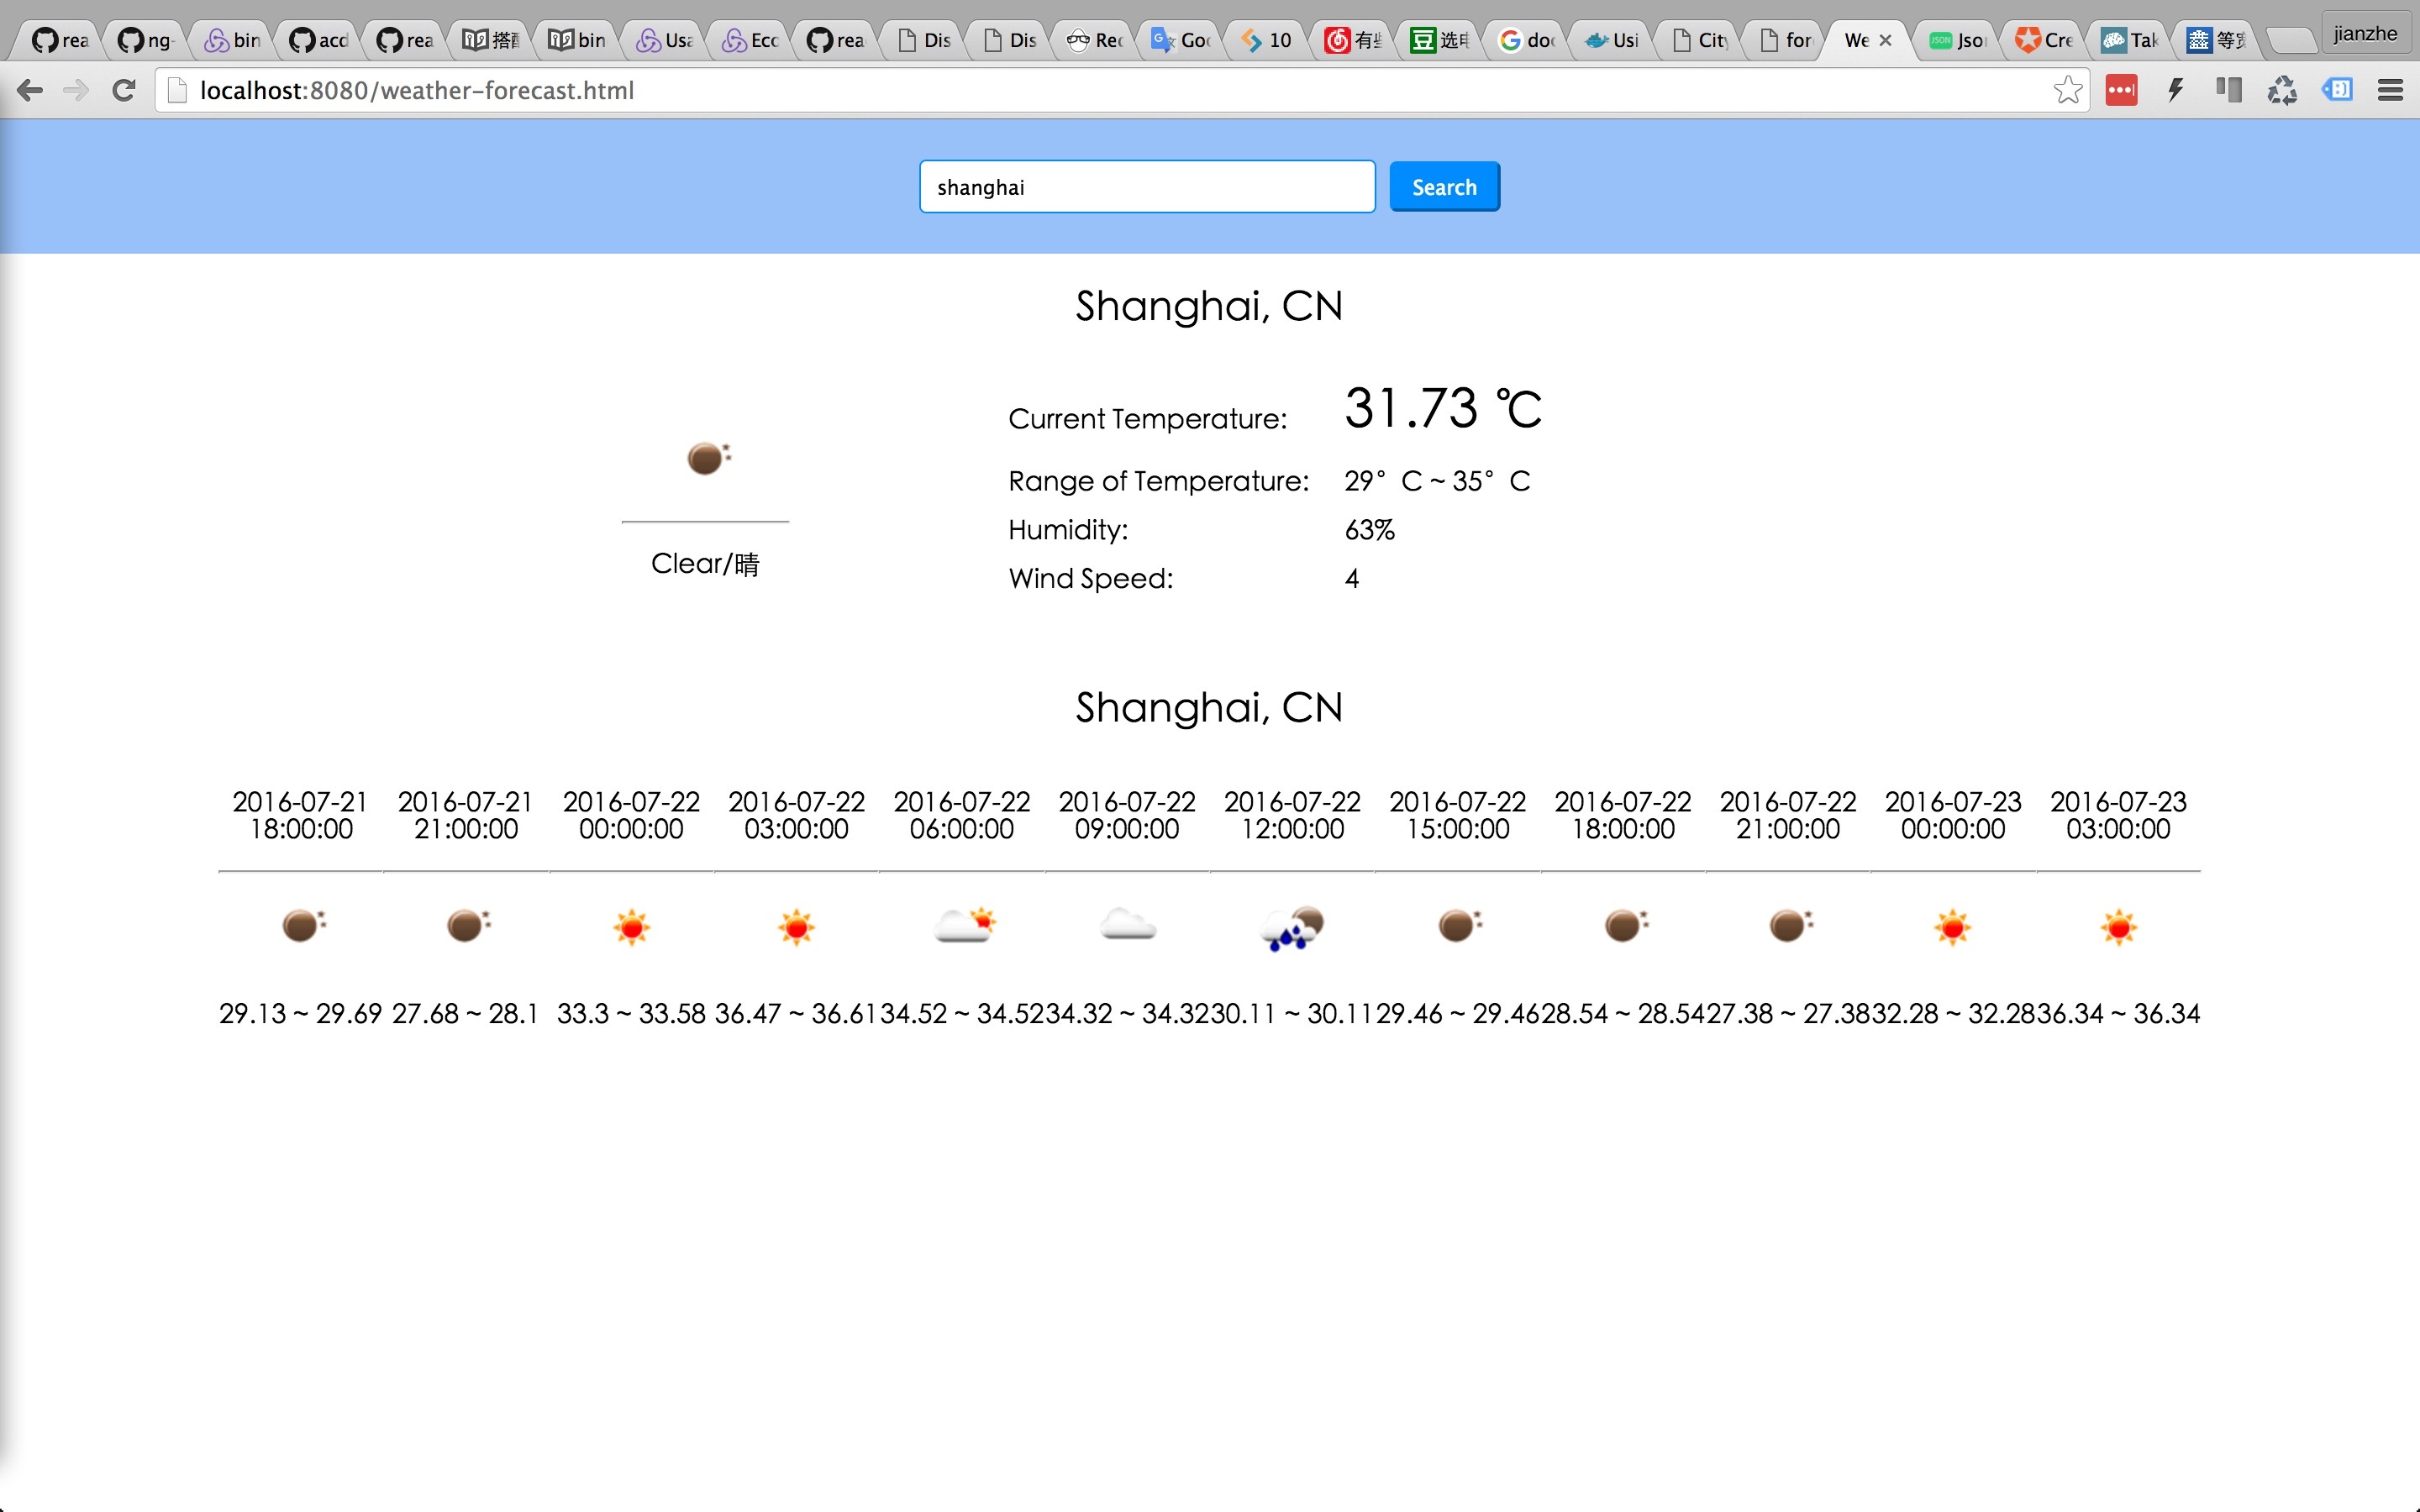 rea ng- bin acd rea 搭配 bin Usa Ecc rea Dis Dis Rec Goo 10 有些 豆 选电 doc Usi City for We JSON Jso Cre Tak 鑫 jianzhe
localhost:8080/weather-forecast.html
shanghai Search
Shanghai, CN
Current Temperature: 31.73 ℃
Range of Temperature: 29°C ~ 35°C
Humidity: 63%
Wind Speed: 4
Clear/晴
Shanghai, CN
2016-07-21 2016-07-21 2016-07-22 2016-07-22 2016-07-22 2016-07-22 2016-07-22 2016-07-22 2016-07-22 2016-07-22 2016-07-23 2016-07-23
18:00:00 21:00:00 00:00:00 03:00:00 06:00:00 09:00:00 12:00:00 15:00:00 18:00:00 21:00:00 00:00:00 03:00:00
29.13 ~ 29.69 27.68 ~ 28.1 33.3 ~ 33.58 36.47 ~ 36.61 34.52 ~ 34.52 34.32 ~ 34.32 30.11 ~ 30.11 29.46 ~ 29.46 28.54 ~ 28.54 27.38 ~ 27.38 32.28 ~ 32.28 36.34 ~ 36.34